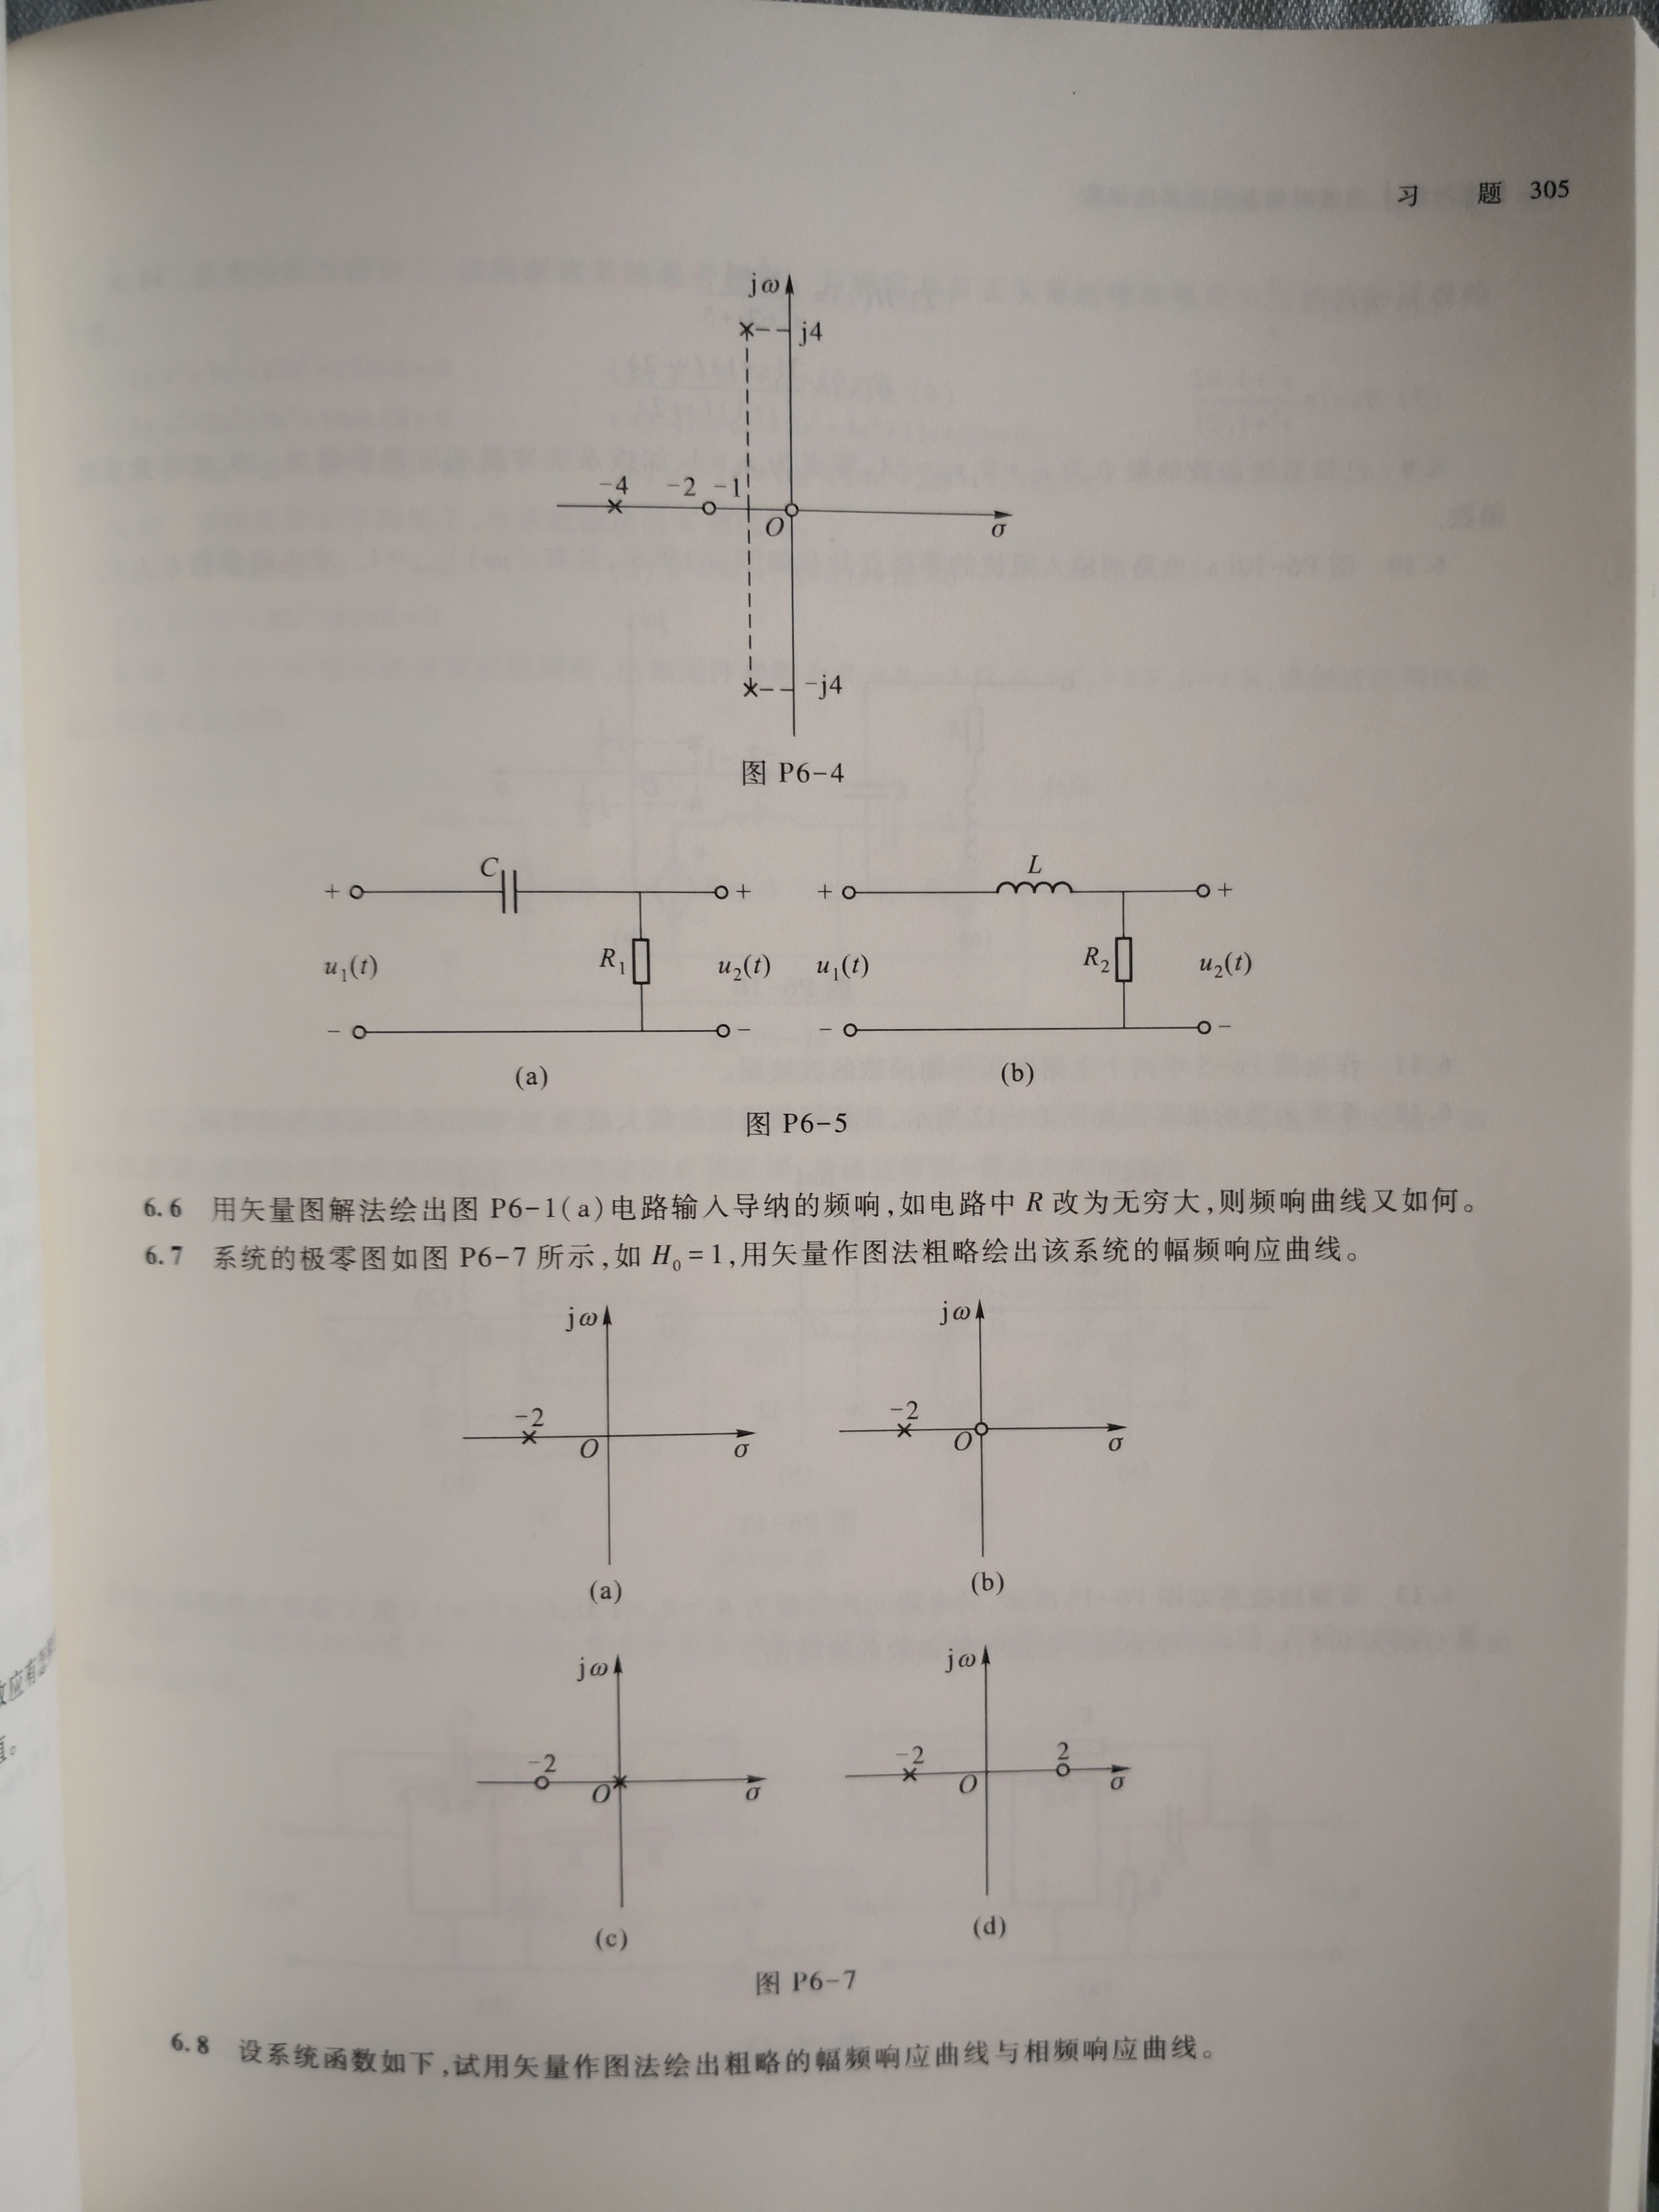 习 题 305
jω
j4
-4 -2 -1
O σ
-j4
图 P6-4
C L
+ + + +
u₁(t) R₁ u₂(t) u₁(t) R₂ u₂(t)
- - - -
(a) (b)
图 P6-5
6.6 用矢量图解法绘出图 P6-1(a)电路输入导纳的频响,如电路中 R 改为无穷大,则频响曲线又如何。
6.7 系统的极零图如图 P6-7 所示,如 H₀=1,用矢量作图法粗略绘出该系统的幅频响应曲线。
jω jω
-2 -2
O σ O σ
(a) (b)
jω jω
-2 -2 2
O σ O σ
(c) (d)
图 P6-7
6.8 设系统函数如下,试用矢量作图法绘出粗略的幅频响应曲线与相频响应曲线。